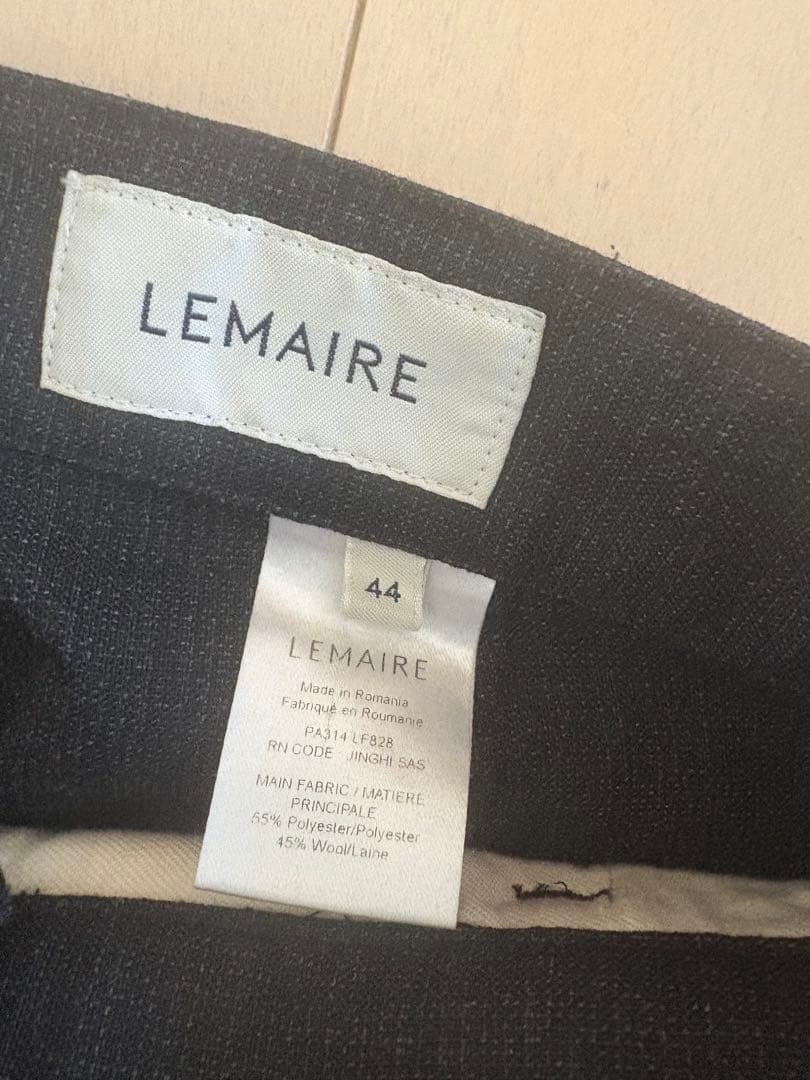 LEMAIRE
44
LEMAIRE
Made in Romania
Fabriqué en Roumanie
PA314 LF828
RN CODE JINGHI SAS
MAIN FABRIC / MATIERE
PRINCIPALE
55% Polyester/Polyester
45% Wool/Laine